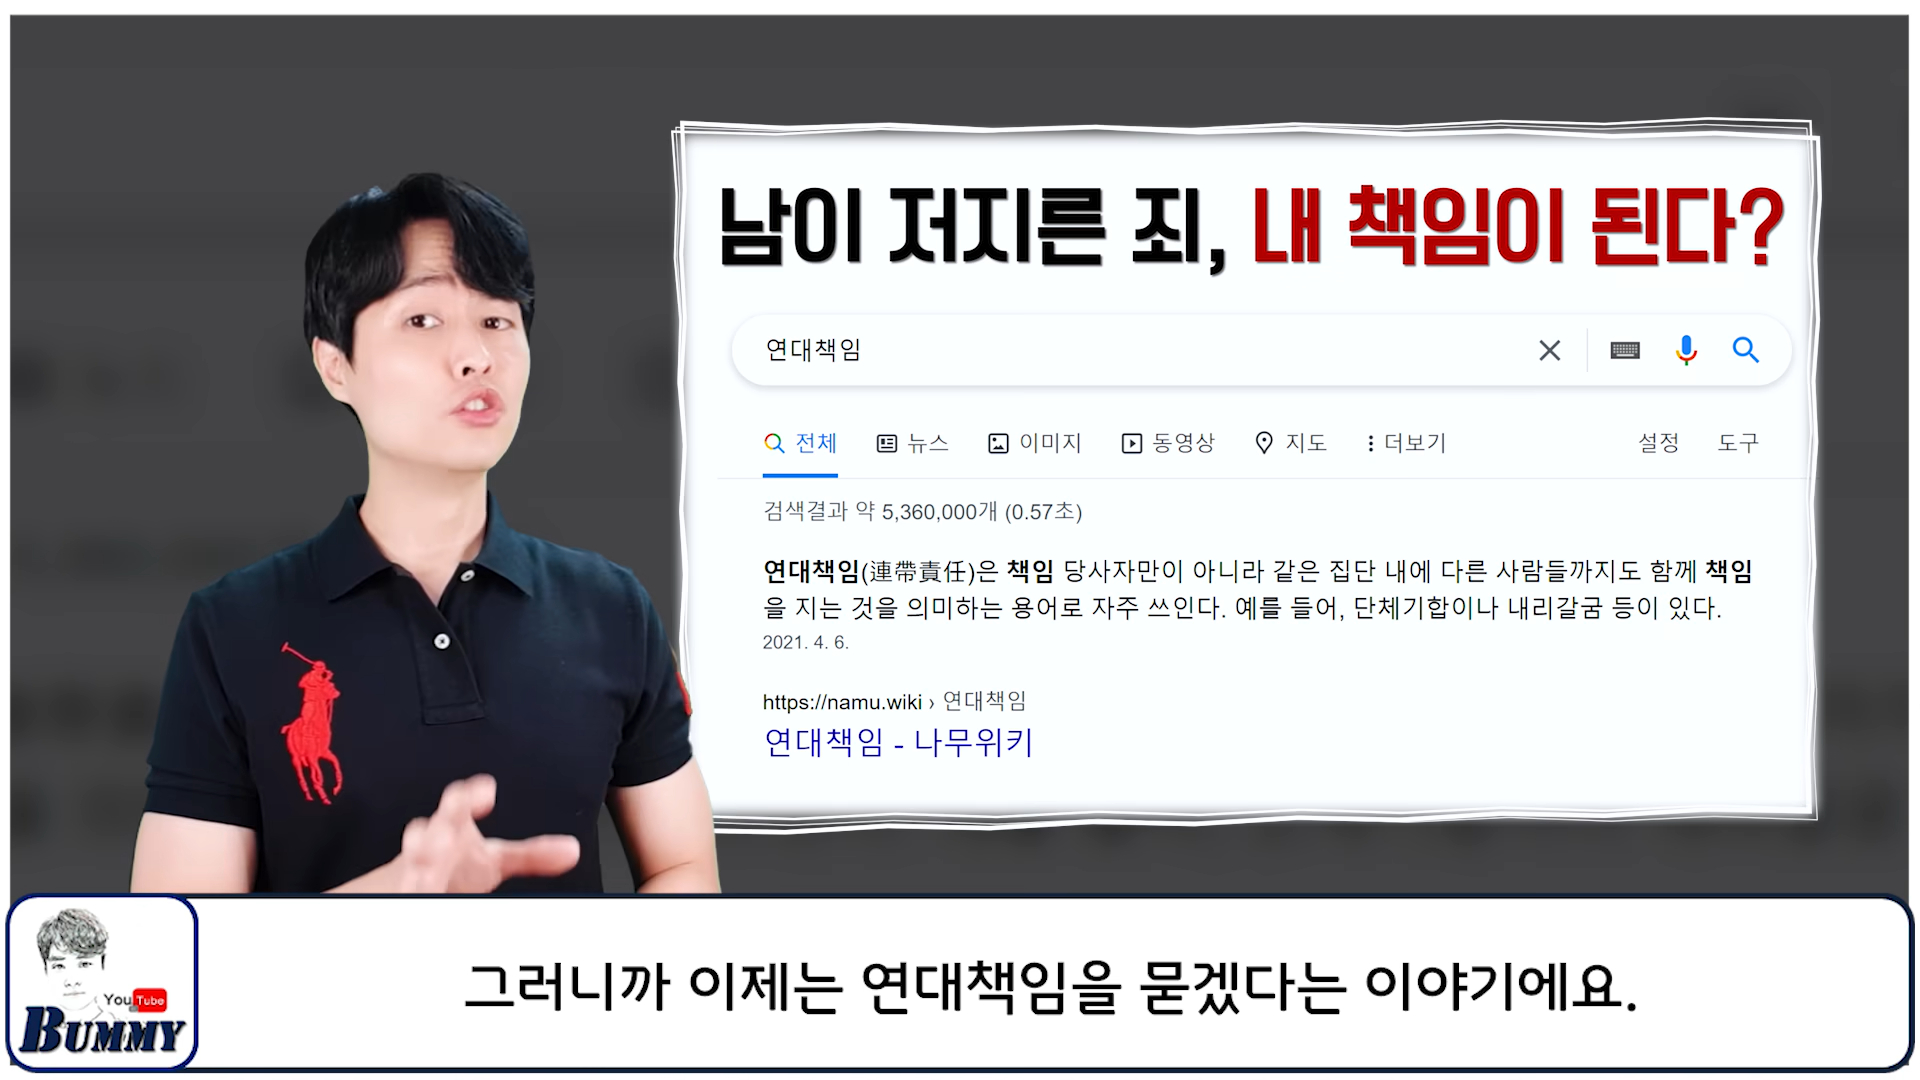 남이 저지른 죄, 내 책임이 된다?
연대책임
전체 뉴스 이미지 동영상 지도 더보기 설정 도구
검색결과 약 5,360,000개 (0.57초)
연대책임(連帶責任)은 책임 당사자만이 아니라 같은 집단 내에 다른 사람들까지도 함께 책임
을 지는 것을 의미하는 용어로 자주 쓰인다. 예를 들어, 단체기합이나 내리갈굼 등이 있다.
2021. 4. 6.
https://namu.wiki › 연대책임
연대책임 - 나무위키
You Tube
BUMMY
그러니까 이제는 연대책임을 묻겠다는 이야기에요.